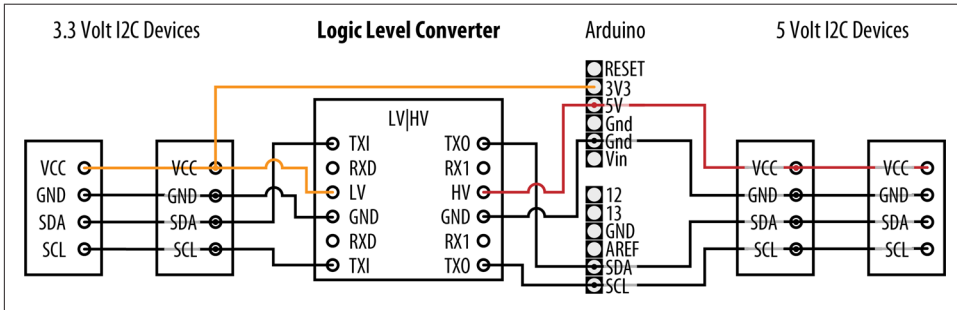 3.3 Volt I2C Devices
Logic Level Converter
Arduino
5 Volt I2C Devices
VCC
GND
SDA
SCL
VCC
GND
SDA
SCL
LV|HV
TXI
RXD
LV
GND
RXD
TXI
TXO
RX1
HV
GND
RX1
TXO
RESET
3V3
5V
Gnd
Gnd
Vin
12
13
GND
AREF
SDA
SCL
VCC
GND
SDA
SCL
VCC
GND
SDA
SCL